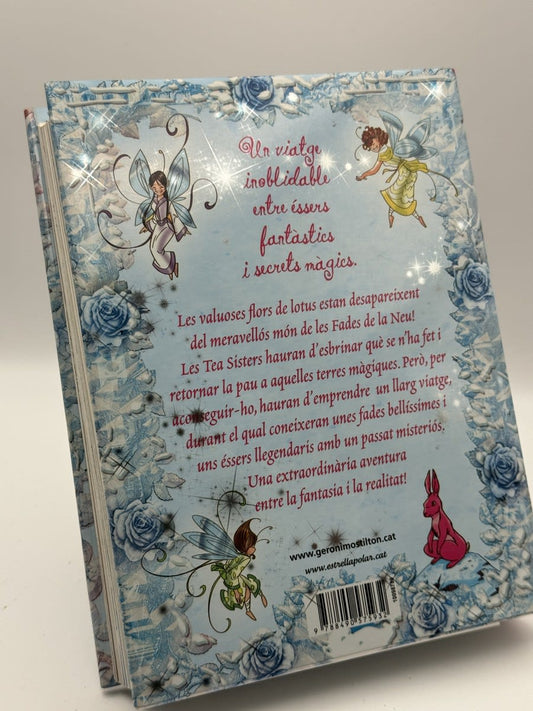 Un viatge
inoblidable
entre éssers
fantàstics
i secrets màgics.
Les valuoses flors de lotus estan desapareixent
del meravellós món de les Fades de la Neu!
Les Tea Sisters hauran d'esbrinar què se n'ha fet i
retornar la pau a aquelles terres màgiques. Però, per
aconseguir-ho, hauran d'emprendre un llarg viatge,
durant el qual coneixeran unes fades bellíssimes i
uns éssers llegendaris amb un passat misteriós.
Una extraordinària aventura
entre la fantasia i la realitat!
www.geronimostilton.cat
www.estrellapolar.cat